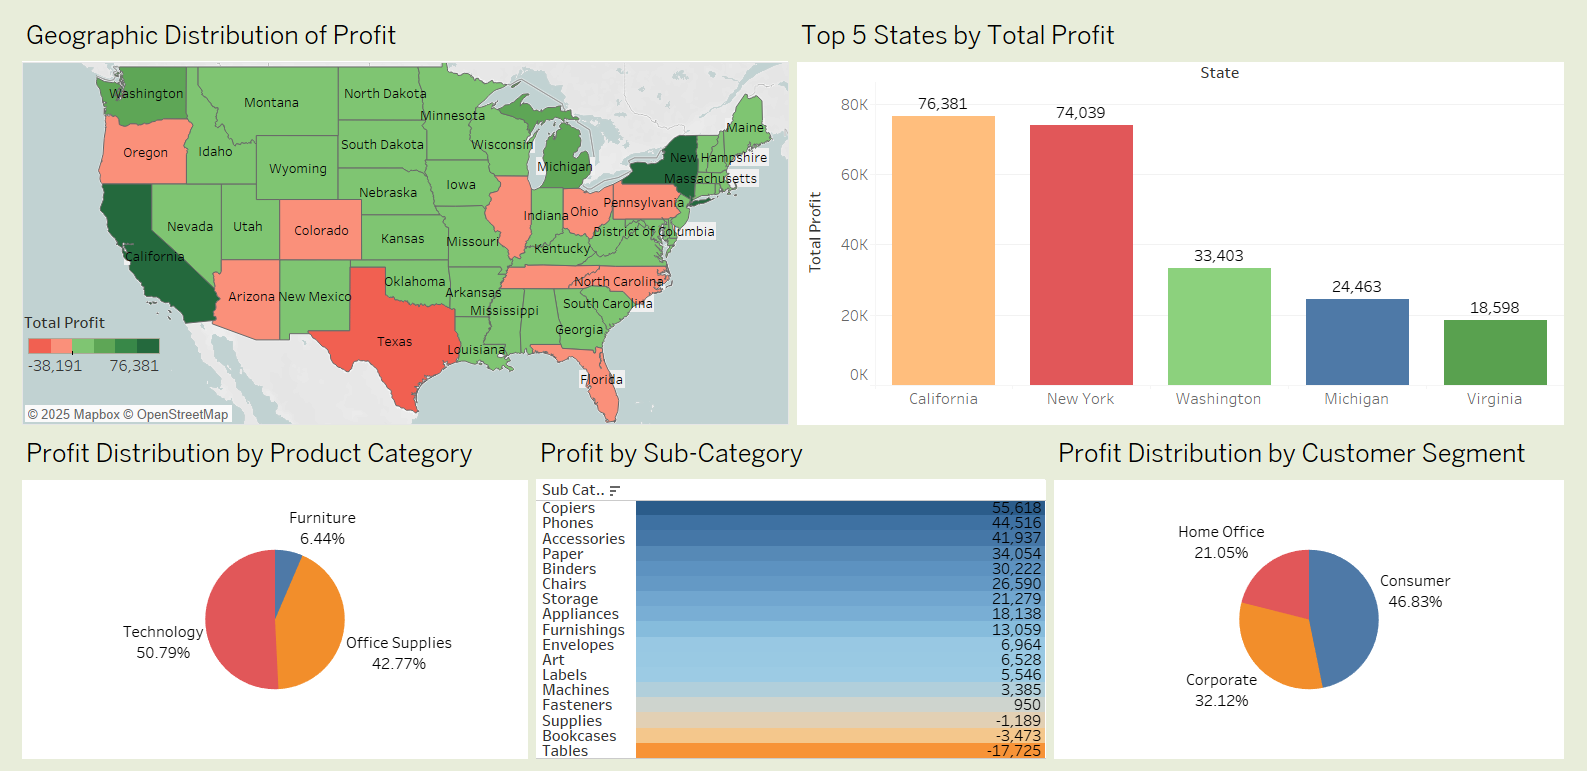 Geographic Distribution of Profit
Washington
Montana
North Dakota
Minnesota
Maine
Oregon
Idaho
South Dakota
Wisconsin
Michigan
New Hampshire
Wyoming
Massachusetts
Nebraska
Iowa
Pennsylvania
Nevada
Utah
Colorado
Kansas
Missouri
Indiana
Ohio
District of Columbia
Kentucky
California
Arizona
New Mexico
Oklahoma
Arkansas
North Carolina
Mississippi
South Carolina
Georgia
Texas
Louisiana
Florida
Total Profit
-38,191
76,381
© 2025 Mapbox © OpenStreetMap
Top 5 States by Total Profit
State
Total Profit
80K
60K
40K
20K
0K
76,381
74,039
33,403
24,463
18,598
California
New York
Washington
Michigan
Virginia
Profit Distribution by Product Category
Furniture
6.44%
Technology
50.79%
Office Supplies
42.77%
Profit by Sub-Category
Sub Cat..
Copiers 55,618
Phones 44,516
Accessories 41,937
Paper 34,054
Binders 30,222
Chairs 26,590
Storage 21,279
Appliances 18,138
Furnishings 13,059
Envelopes 6,964
Art 6,528
Labels 5,546
Machines 3,385
Fasteners 950
Supplies -1,189
Bookcases -3,473
Tables -17,725
Profit Distribution by Customer Segment
Home Office
21.05%
Consumer
46.83%
Corporate
32.12%